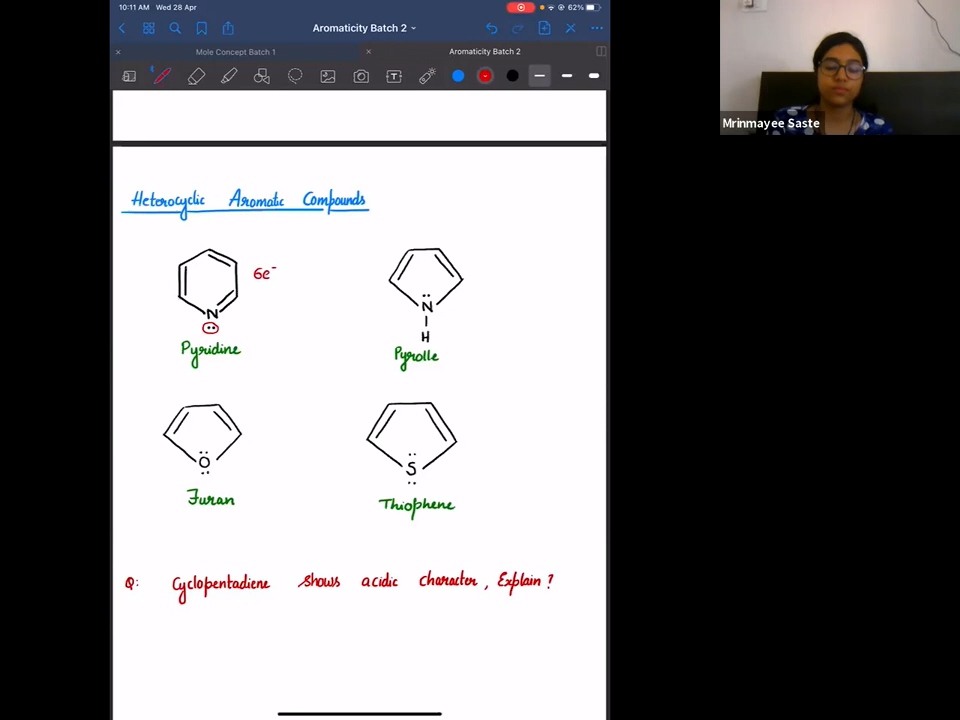 10:11 AM Wed 28 Apr
62%
Aromaticity Batch 2
Mole Concept Batch 1
Aromaticity Batch 2
Mrinmayee Saste
Heterocyclic Aromatic Compounds
6e⁻
N
N
H
Pyridine
Pyrolle
O
S
Furan
Thiophene
Q: Cyclopentadiene shows acidic character, Explain?